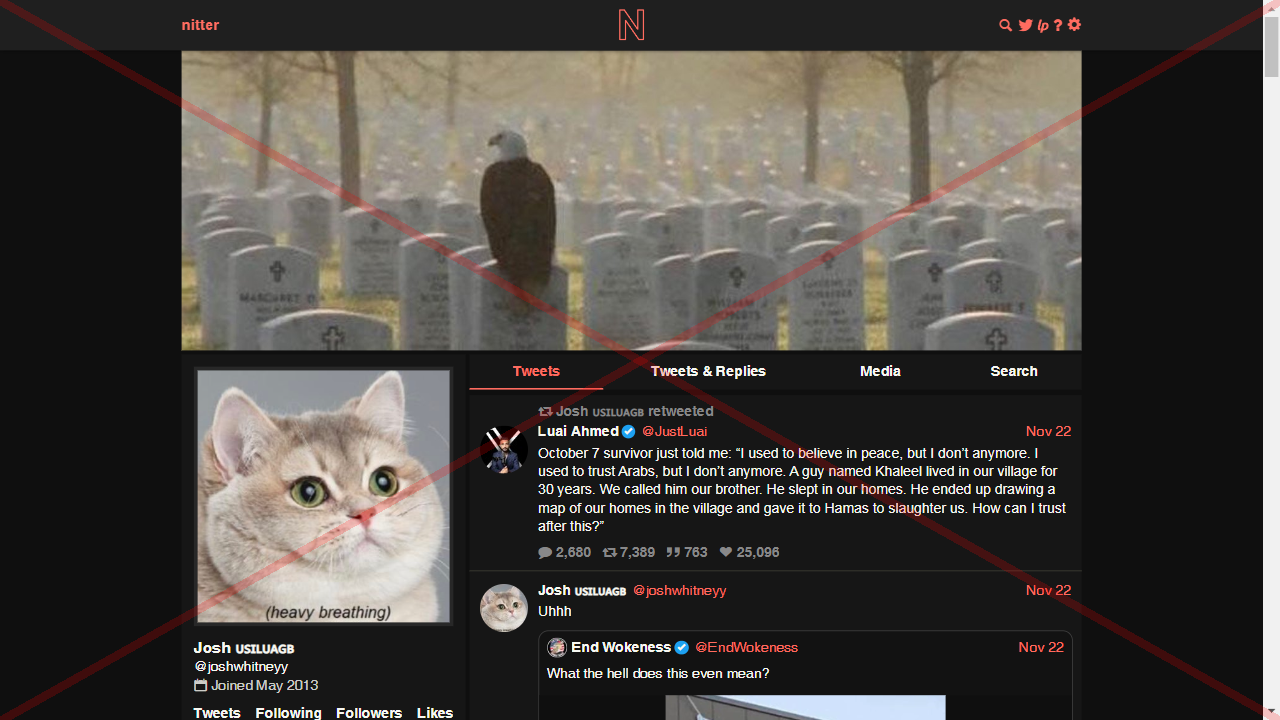 nitter
N
lp ?
MARGARET D
(heavy breathing)
Josh USILUAGB
@joshwhitneyy
Joined May 2013
Tweets Following Followers Likes
Tweets Tweets & Replies Media Search
Josh USILUAGB retweeted
Luai Ahmed @JustLuai Nov 22
October 7 survivor just told me: “I used to believe in peace, but I don’t anymore. I
used to trust Arabs, but I don’t anymore. A guy named Khaleel lived in our village for
30 years. We called him our brother. He slept in our homes. He ended up drawing a
map of our homes in the village and gave it to Hamas to slaughter us. How can I trust
after this?”
2,680 7,389 763 25,096
Josh USILUAGB @joshwhitneyy Nov 22
Uhhh
End Wokeness @EndWokeness Nov 22
What the hell does this even mean?